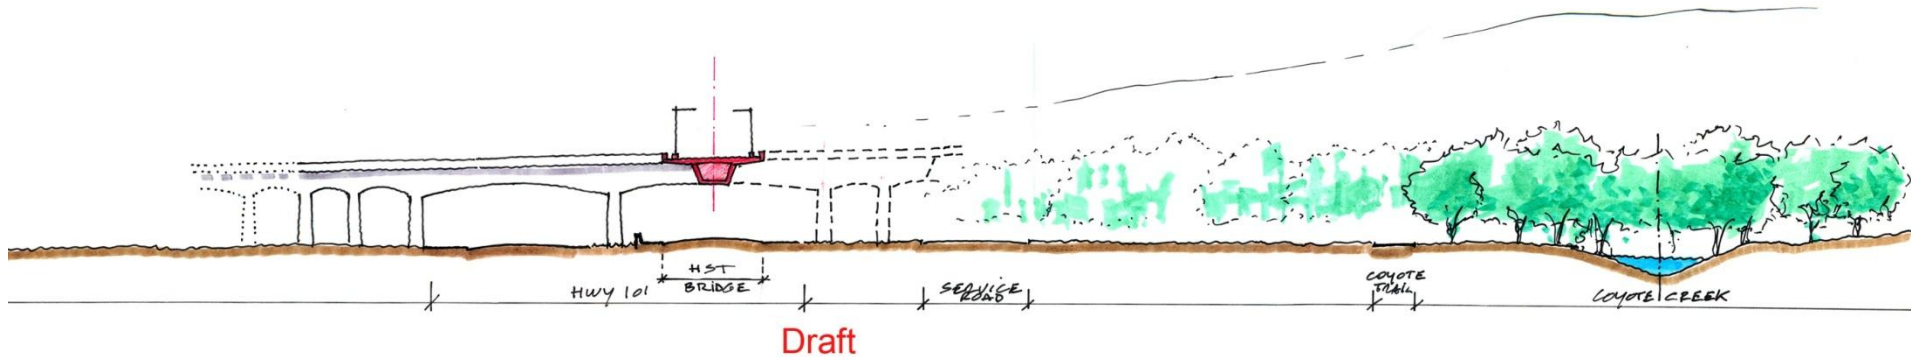 HST
BRIDGE
HWY 101
SERVICE
ROAD
COYOTE
TRAIL
COYOTE CREEK
Draft